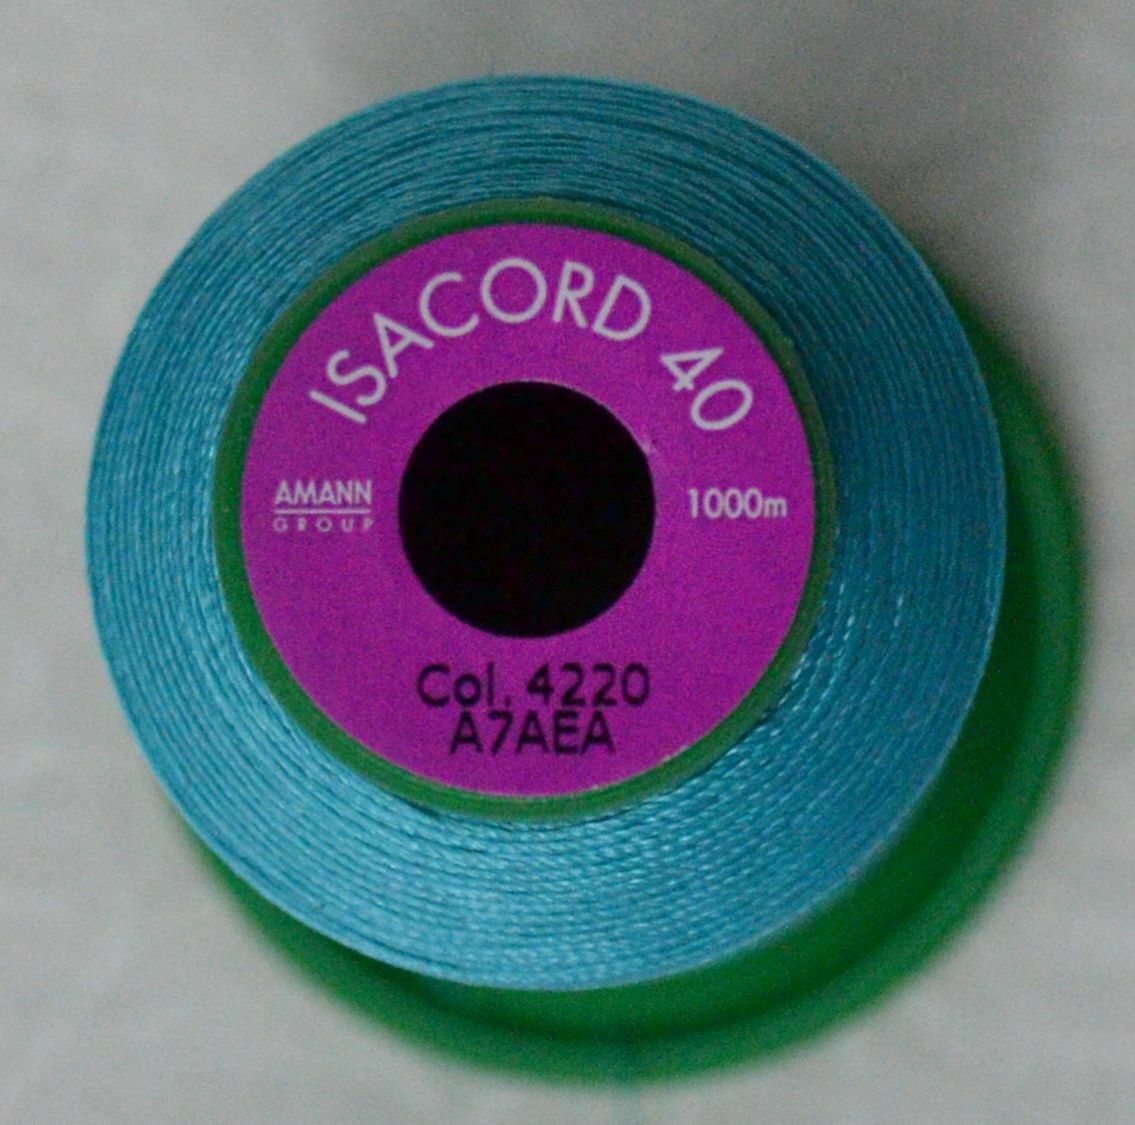 ISACORD 40
AMANN
GROUP
1000m
Col. 4220
A7AEA